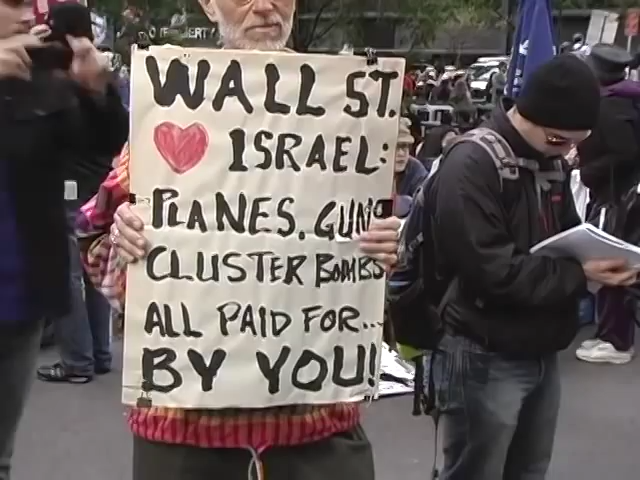 WALL ST.
ISRAEL:
PLANES, GUNS
CLUSTER BOMBS
ALL PAID FOR...
BY YOU!